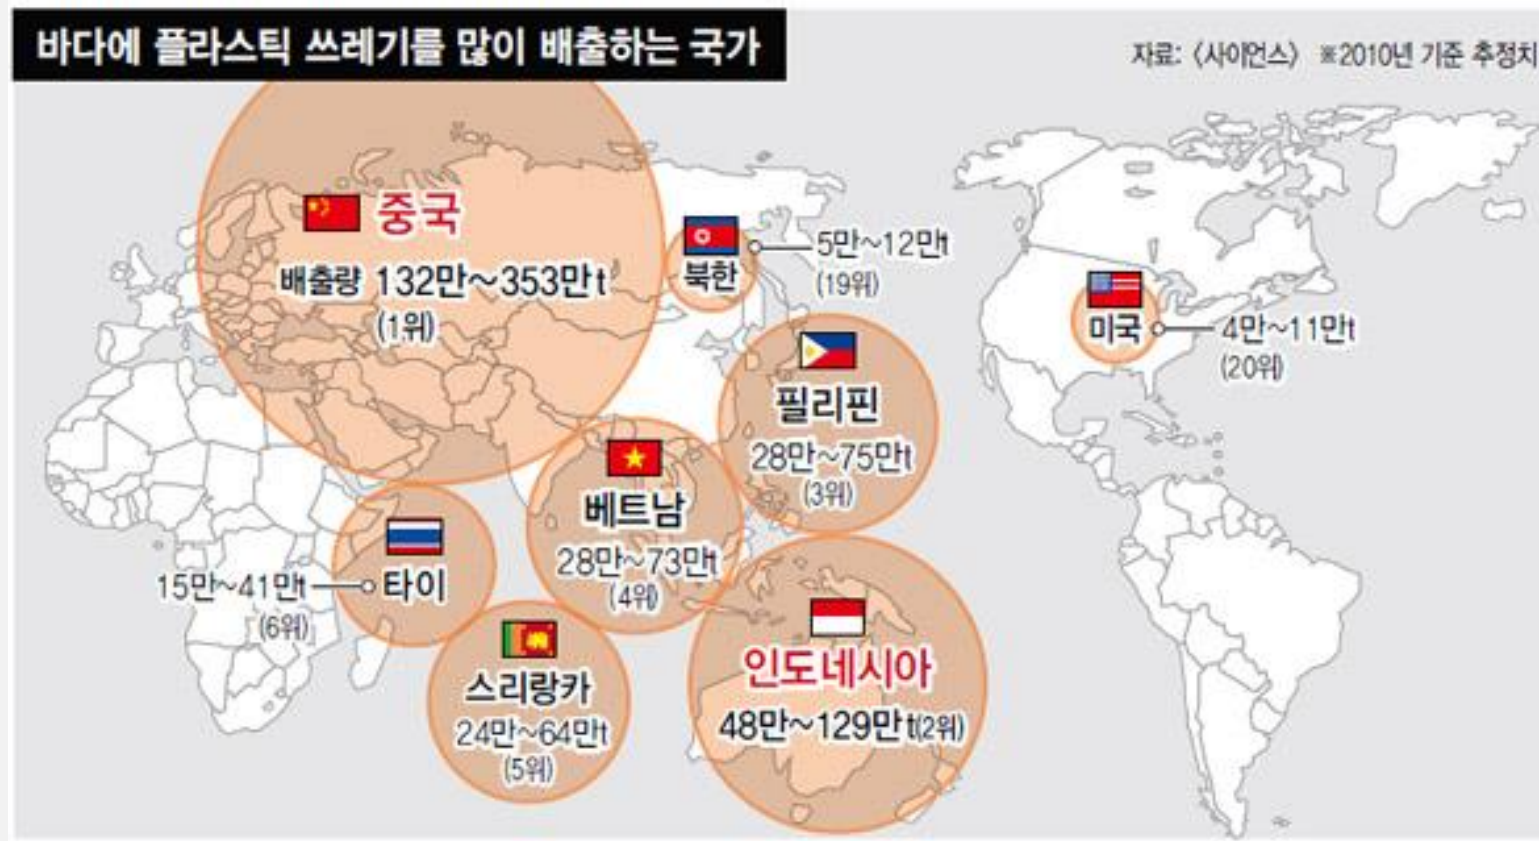 바다에 플라스틱 쓰레기를 많이 배출하는 국가
자료: 〈사이언스〉 ※2010년 기준 추정치
중국
배출량 132만~353만t
(1위)
북한
5만~12만t
(19위)
미국
4만~11만t
(20위)
필리핀
28만~75만t
(3위)
베트남
28만~73만t
(4위)
타이
15만~41만t
(6위)
스리랑카
24만~64만t
(5위)
인도네시아
48만~129만t(2위)